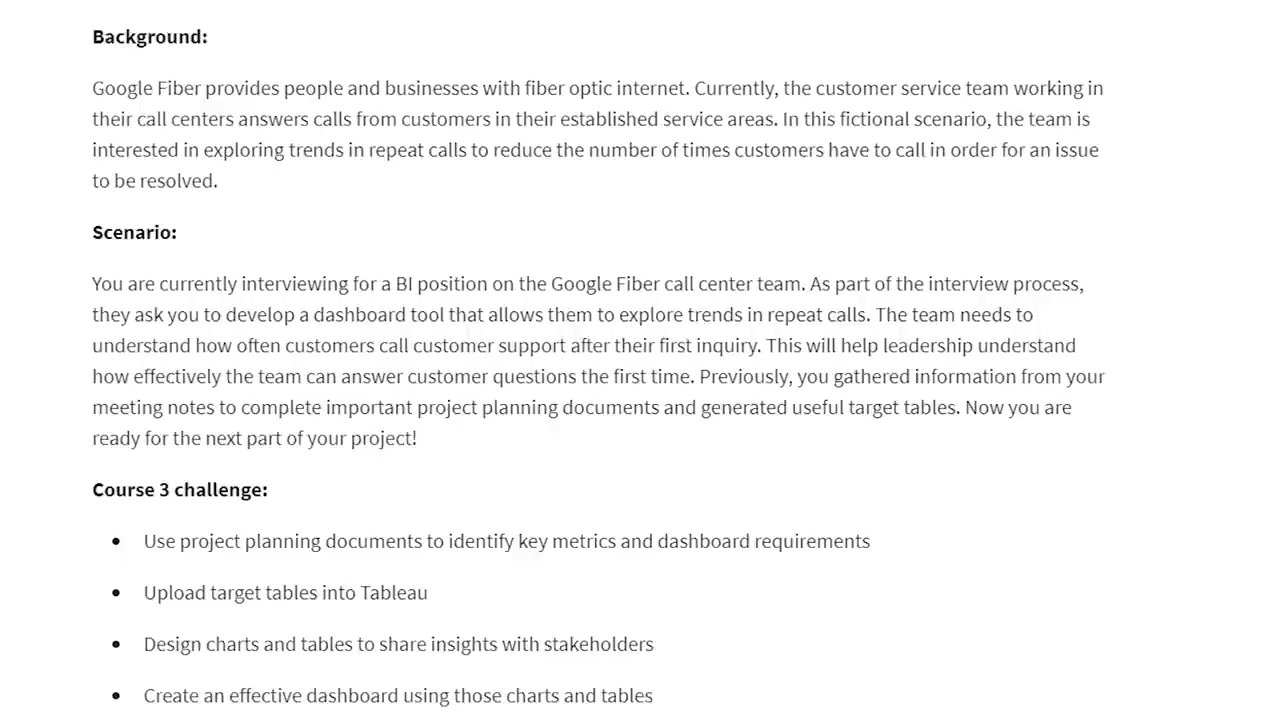 Background:
Google Fiber provides people and businesses with fiber optic internet. Currently, the customer service team working in
their call centers answers calls from customers in their established service areas. In this fictional scenario, the team is
interested in exploring trends in repeat calls to reduce the number of times customers have to call in order for an issue
to be resolved.
Scenario:
You are currently interviewing for a BI position on the Google Fiber call center team. As part of the interview process,
they ask you to develop a dashboard tool that allows them to explore trends in repeat calls. The team needs to
understand how often customers call customer support after their first inquiry. This will help leadership understand
how effectively the team can answer customer questions the first time. Previously, you gathered information from your
meeting notes to complete important project planning documents and generated useful target tables. Now you are
ready for the next part of your project!
Course 3 challenge:
• Use project planning documents to identify key metrics and dashboard requirements
• Upload target tables into Tableau
• Design charts and tables to share insights with stakeholders
• Create an effective dashboard using those charts and tables